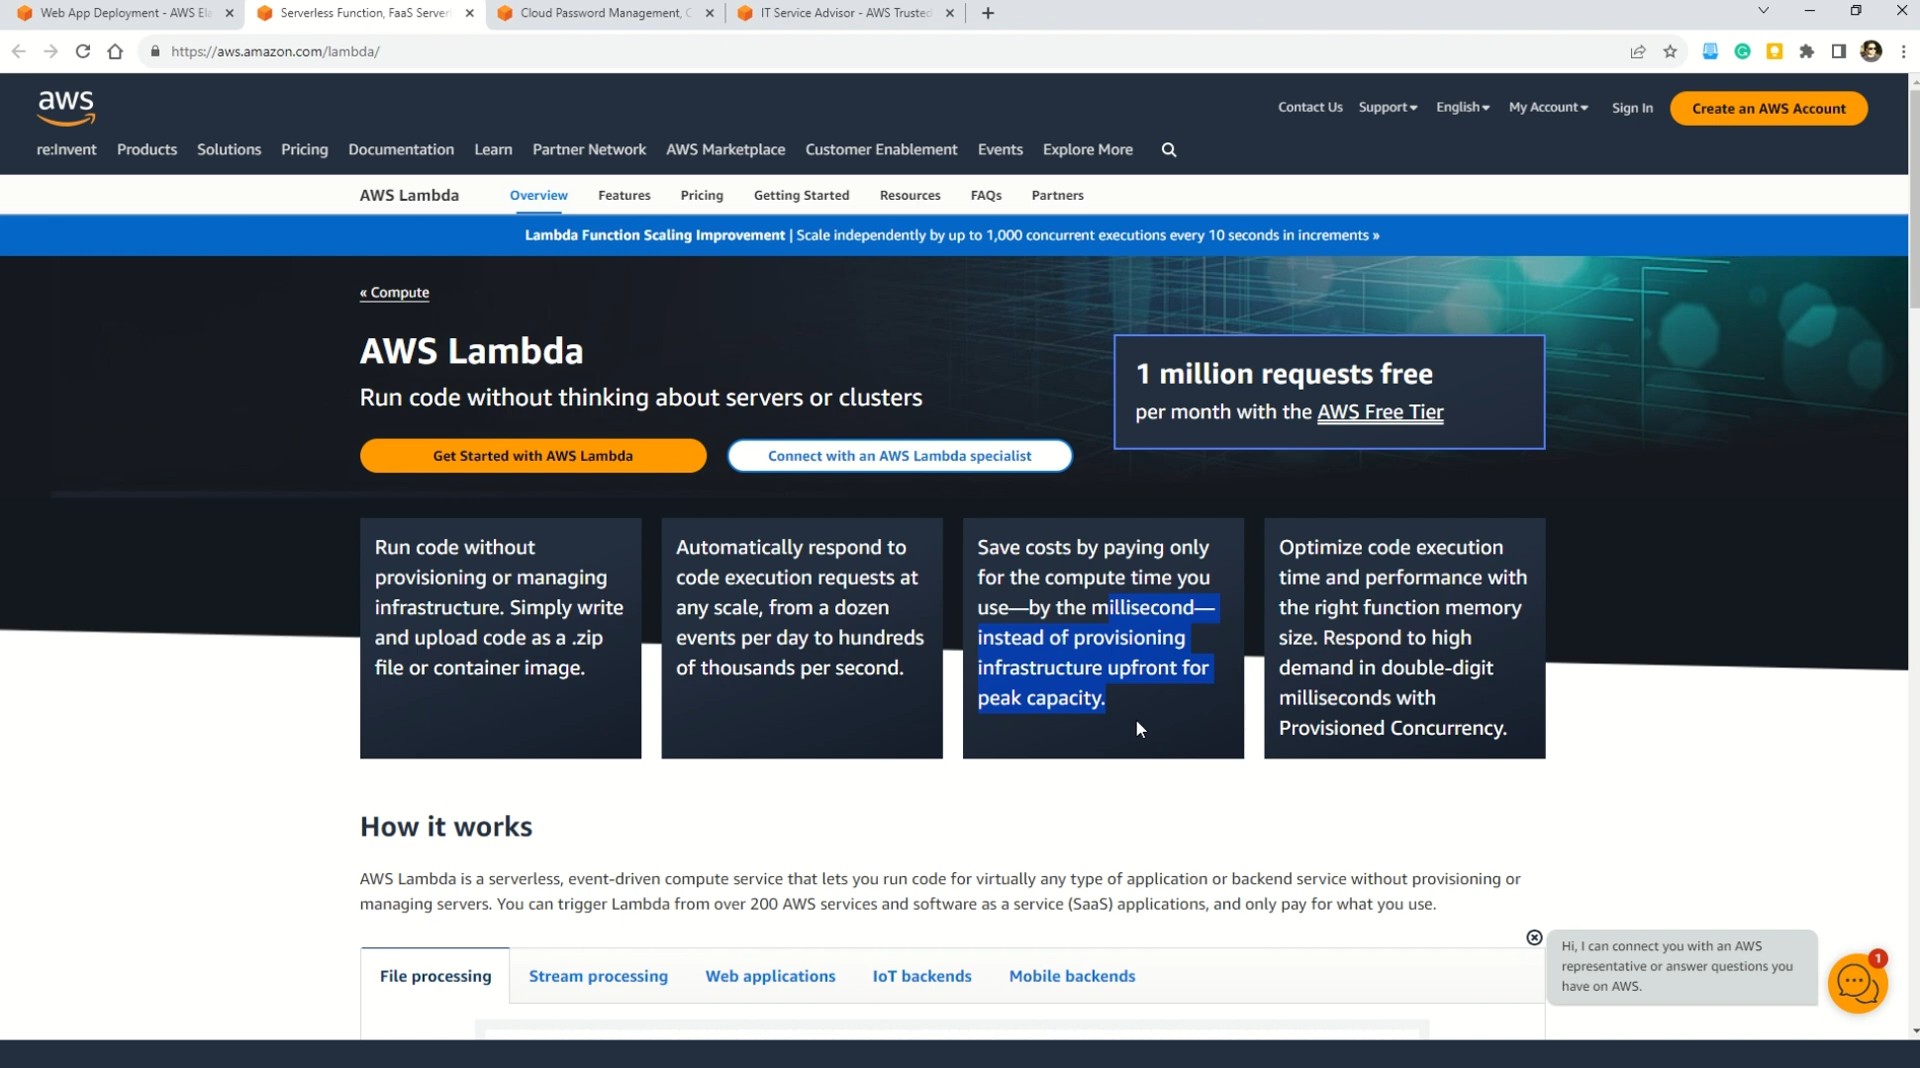 Web App Deployment - AWS Ela
Serverless Function, FaaS Server
Cloud Password Management, C
IT Service Advisor - AWS Trusted
https://aws.amazon.com/lambda/
aws
Contact Us Support English My Account Sign In Create an AWS Account
re:Invent Products Solutions Pricing Documentation Learn Partner Network AWS Marketplace Customer Enablement Events Explore More
AWS Lambda Overview Features Pricing Getting Started Resources FAQs Partners
Lambda Function Scaling Improvement | Scale independently by up to 1,000 concurrent executions every 10 seconds in increments »
« Compute
AWS Lambda
Run code without thinking about servers or clusters
Get Started with AWS Lambda
Connect with an AWS Lambda specialist
1 million requests free
per month with the AWS Free Tier
Run code without
provisioning or managing
infrastructure. Simply write
and upload code as a .zip
file or container image.
Automatically respond to
code execution requests at
any scale, from a dozen
events per day to hundreds
of thousands per second.
Save costs by paying only
for the compute time you
use—by the millisecond—
instead of provisioning
infrastructure upfront for
peak capacity.
Optimize code execution
time and performance with
the right function memory
size. Respond to high
demand in double-digit
milliseconds with
Provisioned Concurrency.
How it works
AWS Lambda is a serverless, event-driven compute service that lets you run code for virtually any type of application or backend service without provisioning or
managing servers. You can trigger Lambda from over 200 AWS services and software as a service (SaaS) applications, and only pay for what you use.
File processing Stream processing Web applications IoT backends Mobile backends
Hi, I can connect you with an AWS
representative or answer questions you
have on AWS.
1